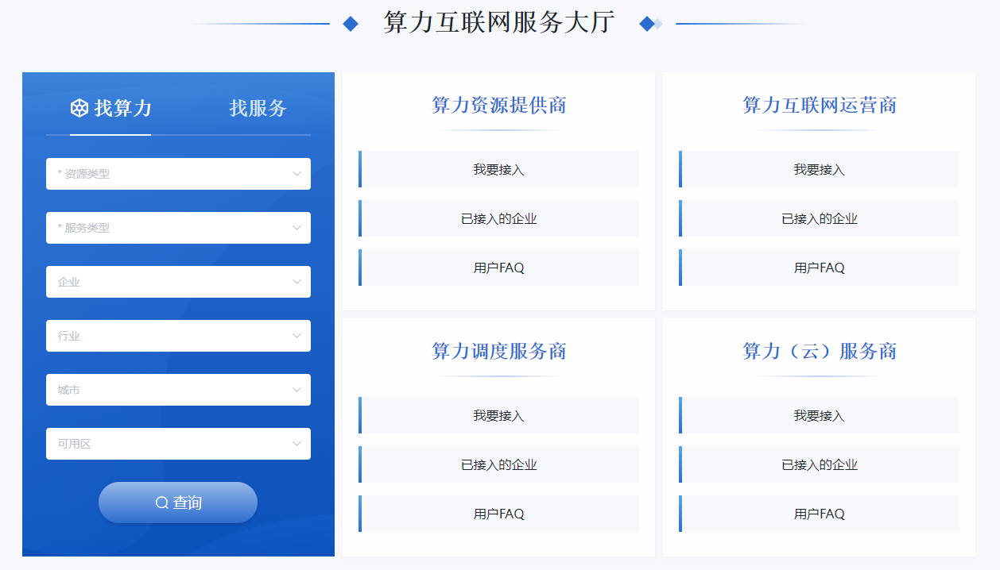 算力互联网服务大厅
找算力
找服务
* 资源类型
* 服务类型
企业
行业
城市
可用区
查询
算力资源提供商
我要接入
已接入的企业
用户FAQ
算力互联网运营商
我要接入
已接入的企业
用户FAQ
算力调度服务商
我要接入
已接入的企业
用户FAQ
算力（云）服务商
我要接入
已接入的企业
用户FAQ